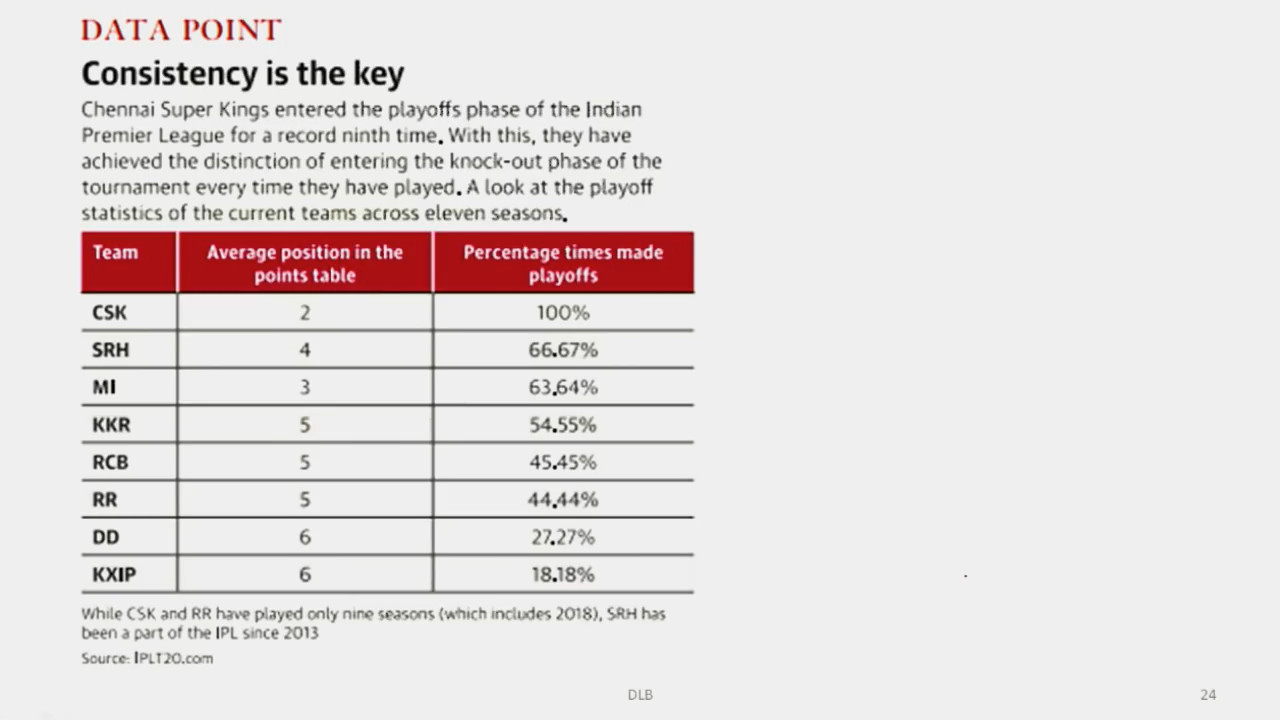 DATA POINT
Consistency is the key
Chennai Super Kings entered the playoffs phase of the Indian
Premier League for a record ninth time. With this, they have
achieved the distinction of entering the knock-out phase of the
tournament every time they have played. A look at the playoff
statistics of the current teams across eleven seasons.
Team Average position in the points table Percentage times made playoffs
CSK 2 100%
SRH 4 66.67%
MI 3 63.64%
KKR 5 54.55%
RCB 5 45.45%
RR 5 44.44%
DD 6 27.27%
KXIP 6 18.18%
While CSK and RR have played only nine seasons (which includes 2018), SRH has
been a part of the IPL since 2013
Source: IPLT20.com
DLB 24